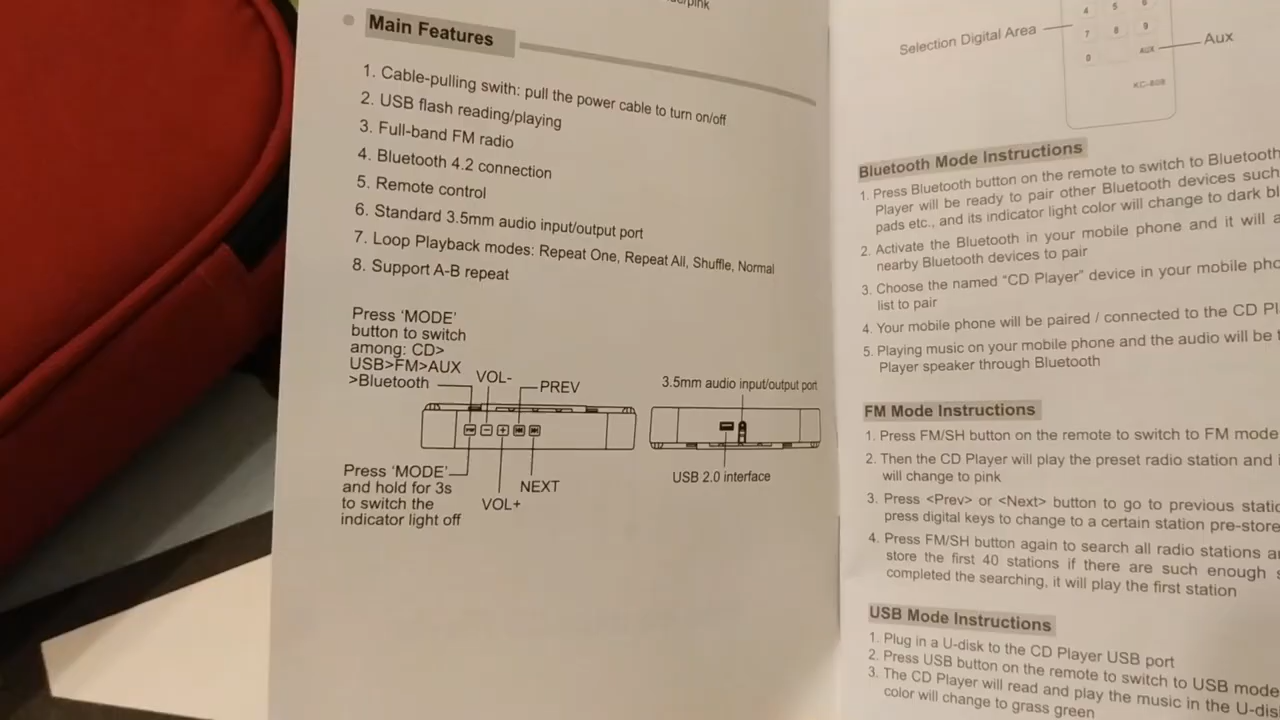 Main Features
1. Cable-pulling swith: pull the power cable to turn on/off
2. USB flash reading/playing
3. Full-band FM radio
4. Bluetooth 4.2 connection
5. Remote control
6. Standard 3.5mm audio input/output port
7. Loop Playback modes: Repeat One, Repeat All, Shuffle, Normal
8. Support A-B repeat
Press 'MODE'
button to switch
among: CD>
USB>FM>AUX
>Bluetooth
VOL-
PREV
Press 'MODE'
and hold for 3s
to switch the
indicator light off
VOL+
NEXT
3.5mm audio input/output port
USB 2.0 interface
4 5 6
7 8 9
0 AUX
KC-808
Selection Digital Area
Aux
Bluetooth Mode Instructions
1. Press Bluetooth button on the remote to switch to Bluetooth
Player will be ready to pair other Bluetooth devices such
pads etc., and its indicator light color will change to dark
2. Activate the Bluetooth in your mobile phone and it will
nearby Bluetooth devices to pair
3. Choose the named “CD Player” device in your mobile
list to pair
4. Your mobile phone will be paired / connected to the CD
5. Playing music on your mobile phone and the audio will be
Player speaker through Bluetooth
FM Mode Instructions
1. Press FM/SH button on the remote to switch to FM mode
2. Then the CD Player will play the preset radio station and
will change to pink
3. Press <Prev> or <Next> button to go to previous
press digital keys to change to a certain station
4. Press FM/SH button again to search all radio stations
store the first 40 stations if there are such enough
completed the searching, it will play the first station
USB Mode Instructions
1. Plug in a U-disk to the CD Player USB port
2. Press USB button on the remote to switch to USB mode
3. The CD Player will read and play the music in the
color will change to grass green